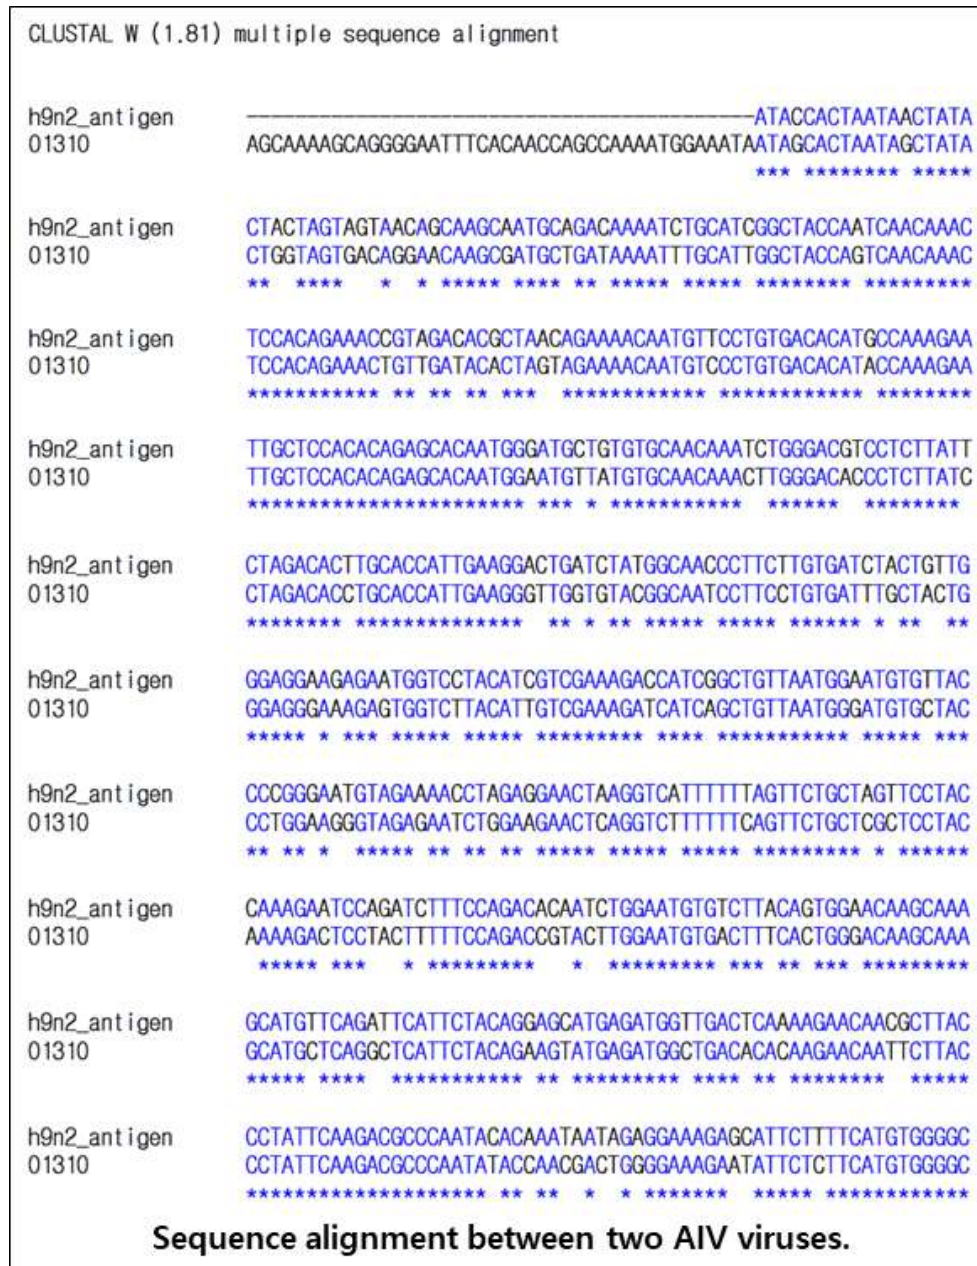 CLUSTAL W (1.81) multiple sequence alignment
h9n2_antigen ------------------------------------------ATACCACTAATAACTATA
01310 AGCAAAAGCAGGGGAATTTCACAACCAGCCAAAATGGAAATAATAGCACTAATAGCTATA
*** ******** *****
h9n2_antigen CTACTAGTAGTAACAGCAAGCAATGCAGACAAAATCTGCATCGGCTACCAATCAACAAAC
01310 CTGGTAGTGACAGGAACAAGCGATGCTGATAAAATTTGCATTGGCTACCAGTCAACAAAC
** **** * * ***** **** ** ***** ***** ******** *********
h9n2_antigen TCCACAGAAACCGTAGACACGCTAACAGAAAACAATGTTCCTGTGACACATGCCAAAGAA
01310 TCCACAGAAACTGTTGATACACTAGTAGAAAACAATGTCCCTGTGACACATACCAAAGAA
*********** ** ** ** *** ************ ************ ********
h9n2_antigen TTGCTCCACACAGAGCACAATGGGATGCTGTGTGCAACAAATCTGGGACGTCCTCTTATT
01310 TTGCTCCACACAGAGCACAATGGAATGTTATGTGCAACAAACTTGGGACACCCTCTTATC
*********************** *** * *********** ****** ********
h9n2_antigen CTAGACACTTGCACCATTGAAGGACTGATCTATGGCAACCCTTCTTGTGATCTACTGTTG
01310 CTAGACACCTGCACCATTGAAGGGTTGGTGTACGGCAATCCTTCCTGTGATTTGCTACTG
******** ************** ** * ** ***** ***** ****** * ** **
h9n2_antigen GGAGGAAGAGAATGGTCCTACATCGTCGAAAGACCATCGGCTGTTAATGGAATGTGTTAC
01310 GGAGGGAAAGAGTGGTCTTACATTGTCGAAAGATCATCAGCTGTTAATGGGATGTGCTAC
***** * *** ***** ***** ********* **** *********** ***** ***
h9n2_antigen CCCGGGAATGTAGAAAACCTAGAGGAACTAAGGTCATTTTTTAGTTCTGCTAGTTCCTAC
01310 CCTGGAAGGGTAGAGAATCTGGAAGAACTCAGGTCTTTTTTCAGTTCTGCTCGCTCCTAC
** ** * ***** ** ** ** ***** ***** ***** ********* * ******
h9n2_antigen CAAAGAATCCAGATCTTTCCAGACACAATCTGGAATGTGTCTTACAGTGGAACAAGCAAA
01310 AAAAGACTCCTACTTTTTCCAGACCGTACTTGGAATGTGACTTTCACTGGGACAAGCAAA
***** *** * ********* * ********* *** ** *** *********
h9n2_antigen GCATGTTCAGATTCATTCTACAGGAGCATGAGATGGTTGACTCAAAAGAACAACGCTTAC
01310 GCATGCTCAGGCTCATTCTACAGAAGTATGAGATGGCTGACACACAAGAACAATTCTTAC
***** **** *********** ** ********* **** ** ******** *****
h9n2_antigen CCTATTCAAGACGCCCAATACACAAATAATAGAGGAAAGAGCATTCTTTTCATGTGGGGC
01310 CCTATTCAAGACGCCCAATATACCAACGACTGGGGAAAGAATATTCTCTTCATGTGGGGC
******************** ** ** * * ******* ***** ************
Sequence alignment between two AIV viruses.